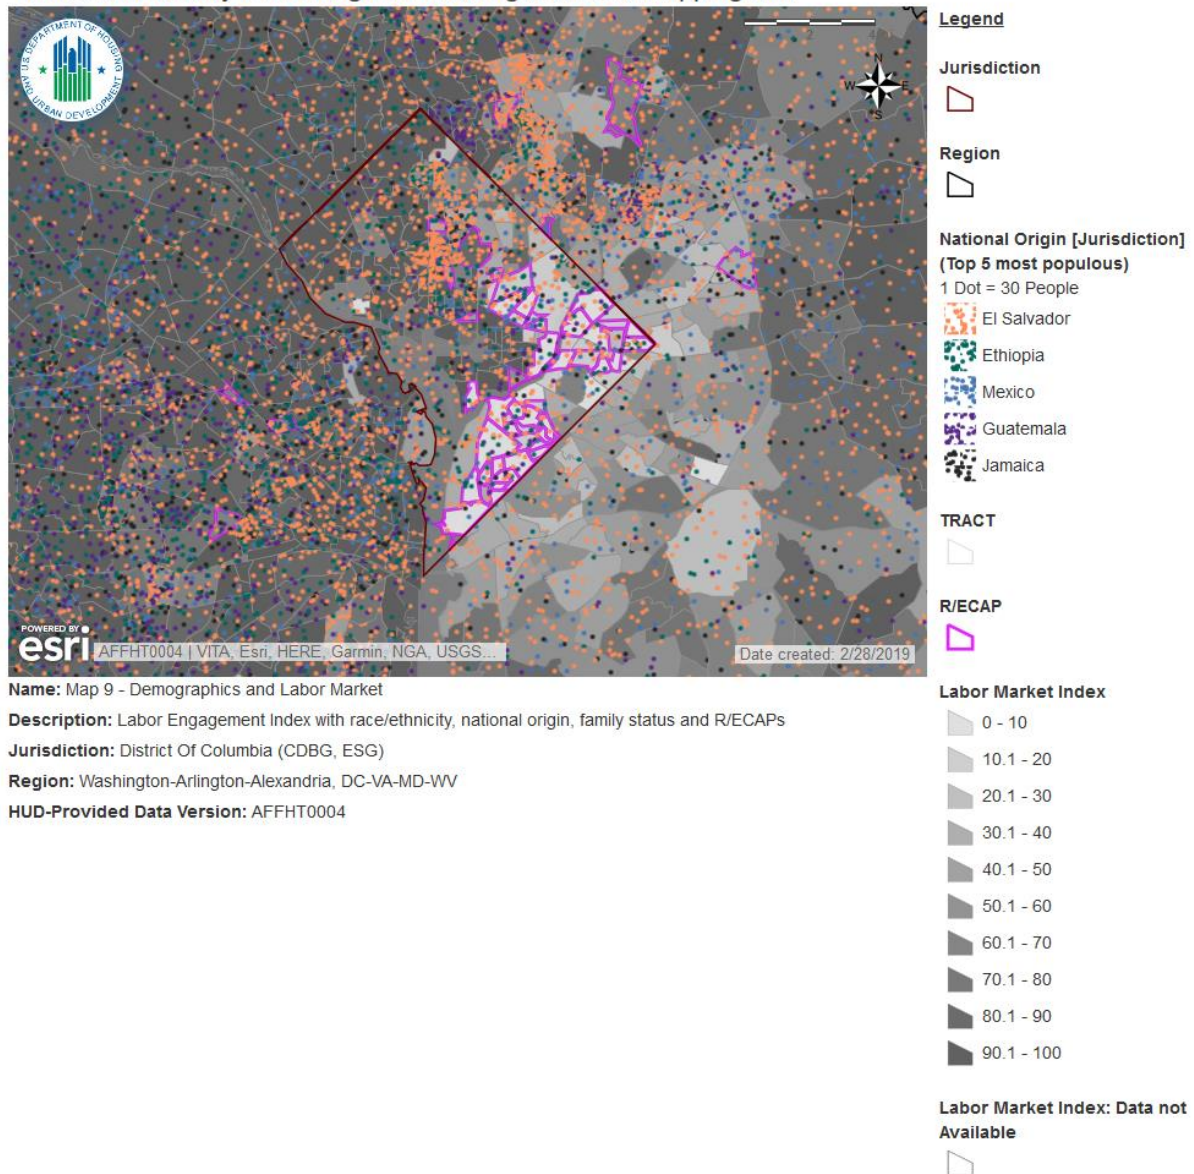 Legend
Jurisdiction
Region
National Origin [Jurisdiction]
(Top 5 most populous)
1 Dot = 30 People
El Salvador
Ethiopia
Mexico
Guatemala
Jamaica
TRACT
R/ECAP
Labor Market Index
0 - 10
10.1 - 20
20.1 - 30
30.1 - 40
40.1 - 50
50.1 - 60
60.1 - 70
70.1 - 80
80.1 - 90
90.1 - 100
Labor Market Index: Data not
Available
U.S. DEPARTMENT OF HOUSING
AND URBAN DEVELOPMENT
N
W E
S
POWERED BY
esri
AFFHT0004 | VITA, Esri, HERE, Garmin, NGA, USGS...
Date created: 2/28/2019
Name: Map 9 - Demographics and Labor Market
Description: Labor Engagement Index with race/ethnicity, national origin, family status and R/ECAPs
Jurisdiction: District Of Columbia (CDBG, ESG)
Region: Washington-Arlington-Alexandria, DC-VA-MD-WV
HUD-Provided Data Version: AFFHT0004